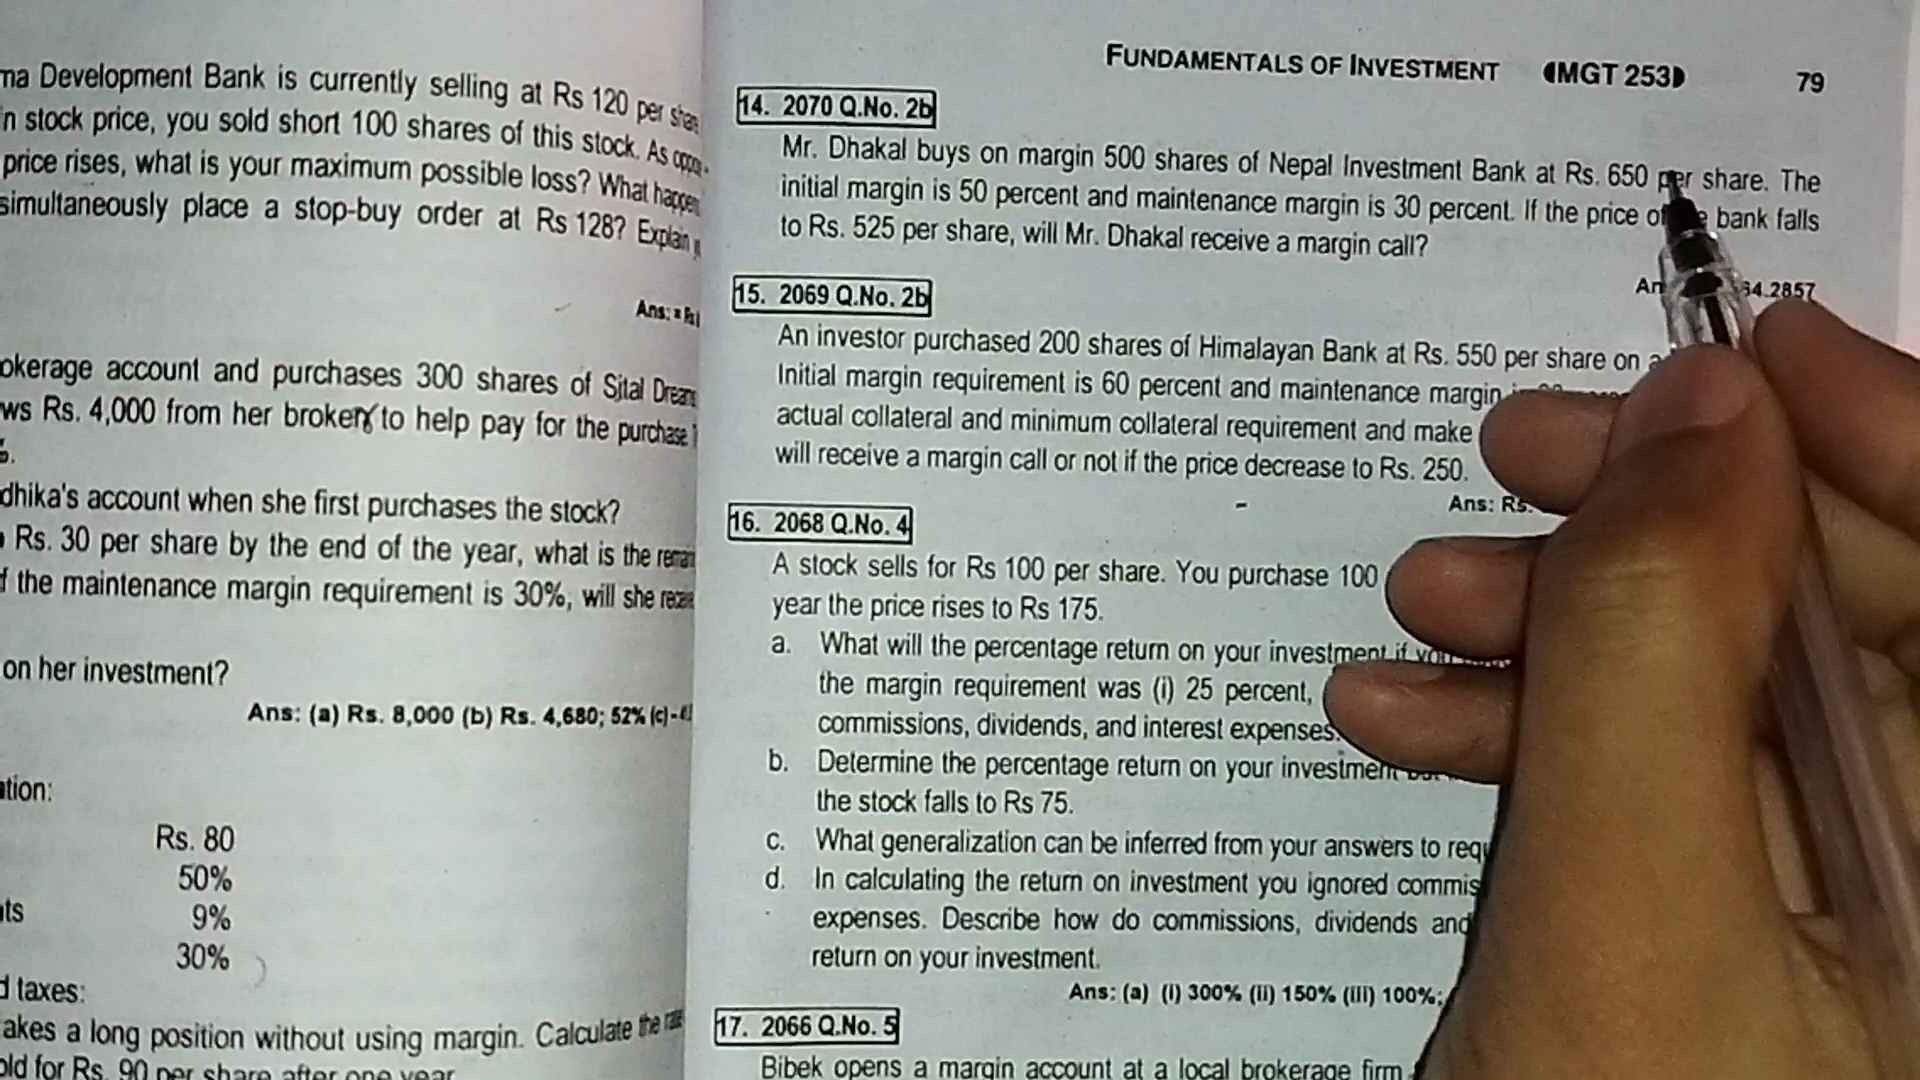 ma Development Bank is currently selling at Rs 120 per
n stock price, you sold short 100 shares of this stock. As
price rises, what is your maximum possible loss? What
simultaneously place a stop-buy order at Rs 128? Explain
Ans:
okerage account and purchases 300 shares of Sital
ws Rs. 4,000 from her broker to help pay for the purchase
dhika's account when she first purchases the stock?
Rs. 30 per share by the end of the year, what is the
f the maintenance margin requirement is 30%, will she
on her investment?
Ans: (a) Rs. 8,000 (b) Rs. 4,680; 52% (c)
tion:
Rs. 80
50%
ts 9%
30%
d taxes:
akes a long position without using margin. Calculate the
old for Rs. 90 per share after one year
FUNDAMENTALS OF INVESTMENT (MGT 253) 79
14. 2070 Q.No. 2b
Mr. Dhakal buys on margin 500 shares of Nepal Investment Bank at Rs. 650 per share. The
initial margin is 50 percent and maintenance margin is 30 percent. If the price of bank falls
to Rs. 525 per share, will Mr. Dhakal receive a margin call?
An 34.2857
15. 2069 Q.No. 2b
An investor purchased 200 shares of Himalayan Bank at Rs. 550 per share on
Initial margin requirement is 60 percent and maintenance margin
actual collateral and minimum collateral requirement and make
will receive a margin call or not if the price decrease to Rs. 250.
Ans: Rs.
16. 2068 Q.No. 4
A stock sells for Rs 100 per share. You purchase 100
year the price rises to Rs 175.
a. What will the percentage return on your investment if
the margin requirement was (i) 25 percent,
commissions, dividends, and interest expenses.
b. Determine the percentage return on your investment
the stock falls to Rs 75.
c. What generalization can be inferred from your answers to requ
d. In calculating the return on investment you ignored commis
expenses. Describe how do commissions, dividends and
return on your investment.
Ans: (a) (i) 300% (ii) 150% (iii) 100%;
17. 2066 Q.No. 5
Bibek opens a margin account at a local brokerage firm